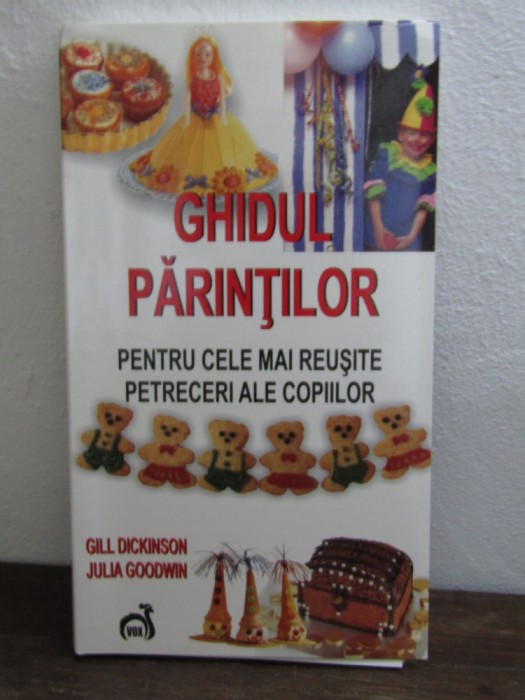 GHIDUL
PĂRINŢILOR
PENTRU CELE MAI REUŞITE
PETRECERI ALE COPIILOR
GILL DICKINSON
JULIA GOODWIN
VOX